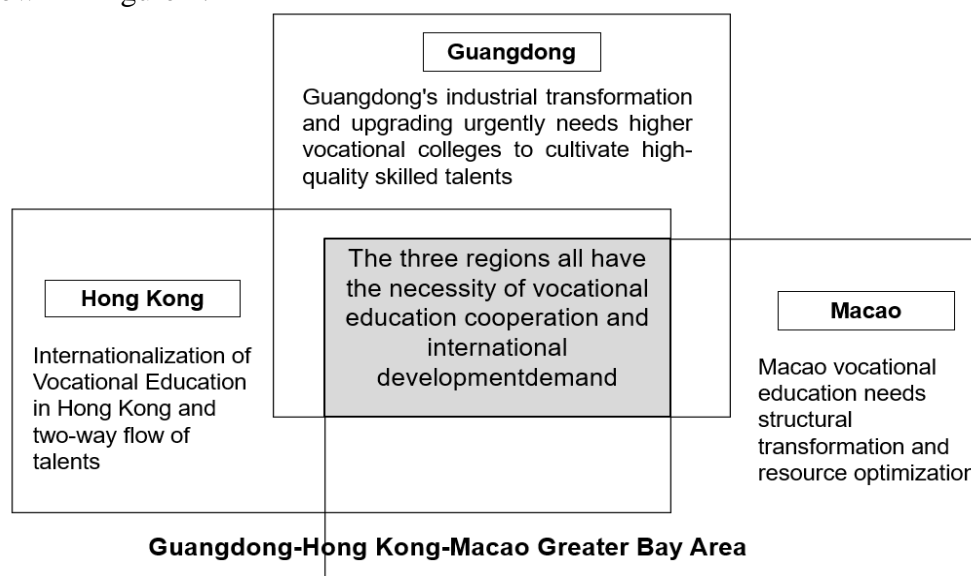 Guangdong
Guangdong's industrial transformation
and upgrading urgently needs higher
vocational colleges to cultivate high-
quality skilled talents
The three regions all have
the necessity of vocational
education cooperation and
international
developmentdemand
Hong Kong
Internationalization of
Vocational Education
in Hong Kong and
two-way flow of
talents
Macao
Macao vocational
education needs
structural
transformation and
resource optimization
Guangdong-Hong Kong-Macao Greater Bay Area